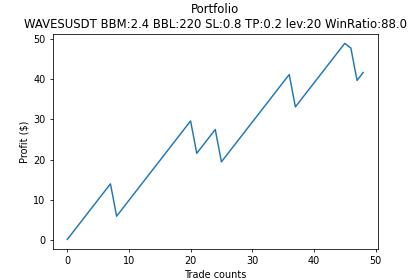 Portfolio
WAVESUSDT BBM:2.4 BBL:220 SL:0.8 TP:0.2 lev:20 WinRatio:88.0
50
40
30
20
10
0
Profit ($)
0 10 20 30 40 50
Trade counts